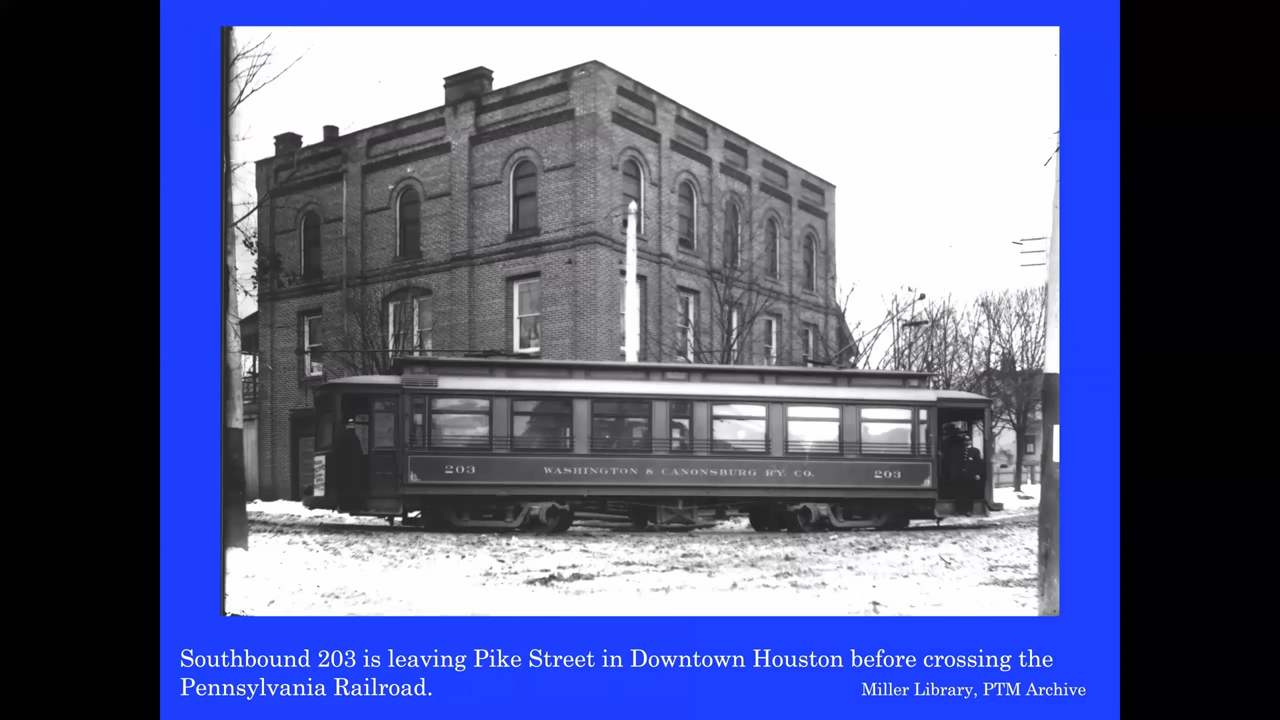 203 WASHINGTON & CANONSBURG RY. CO. 203
Southbound 203 is leaving Pike Street in Downtown Houston before crossing the
Pennsylvania Railroad.
Miller Library, PTM Archive